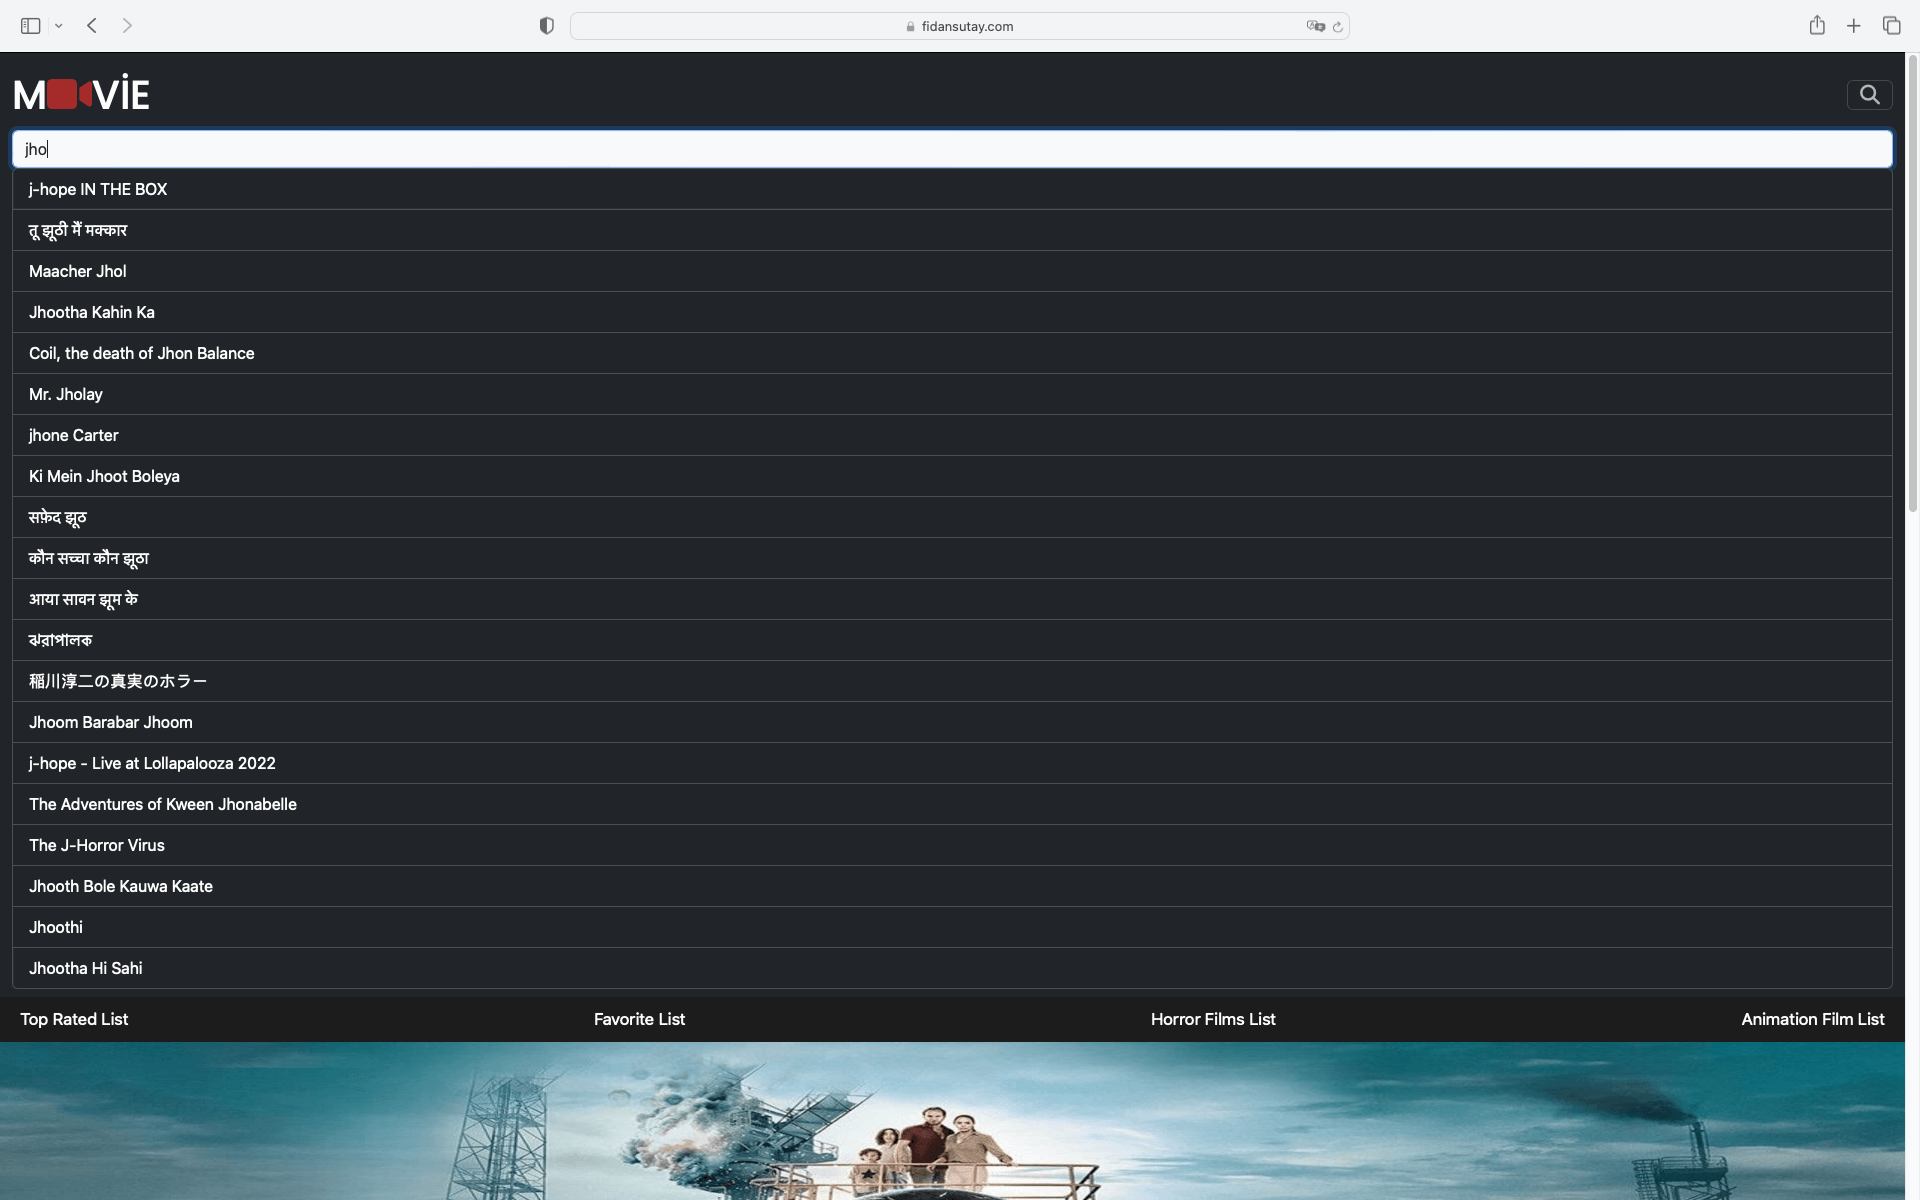 fidansutay.com
MOViE
jho
j-hope IN THE BOX
तू झूठी मैं मक्कार
Maacher Jhol
Jhootha Kahin Ka
Coil, the death of Jhon Balance
Mr. Jholay
jhone Carter
Ki Mein Jhoot Boleya
सफ़ेद झूठ
कौन सच्चा कौन झूठा
आया सावन झूम के
ঝরাপালক
稲川淳二の真実のホラー
Jhoom Barabar Jhoom
j-hope - Live at Lollapalooza 2022
The Adventures of Kween Jhonabelle
The J-Horror Virus
Jhooth Bole Kauwa Kaate
Jhoothi
Jhootha Hi Sahi
Top Rated List
Favorite List
Horror Films List
Animation Film List